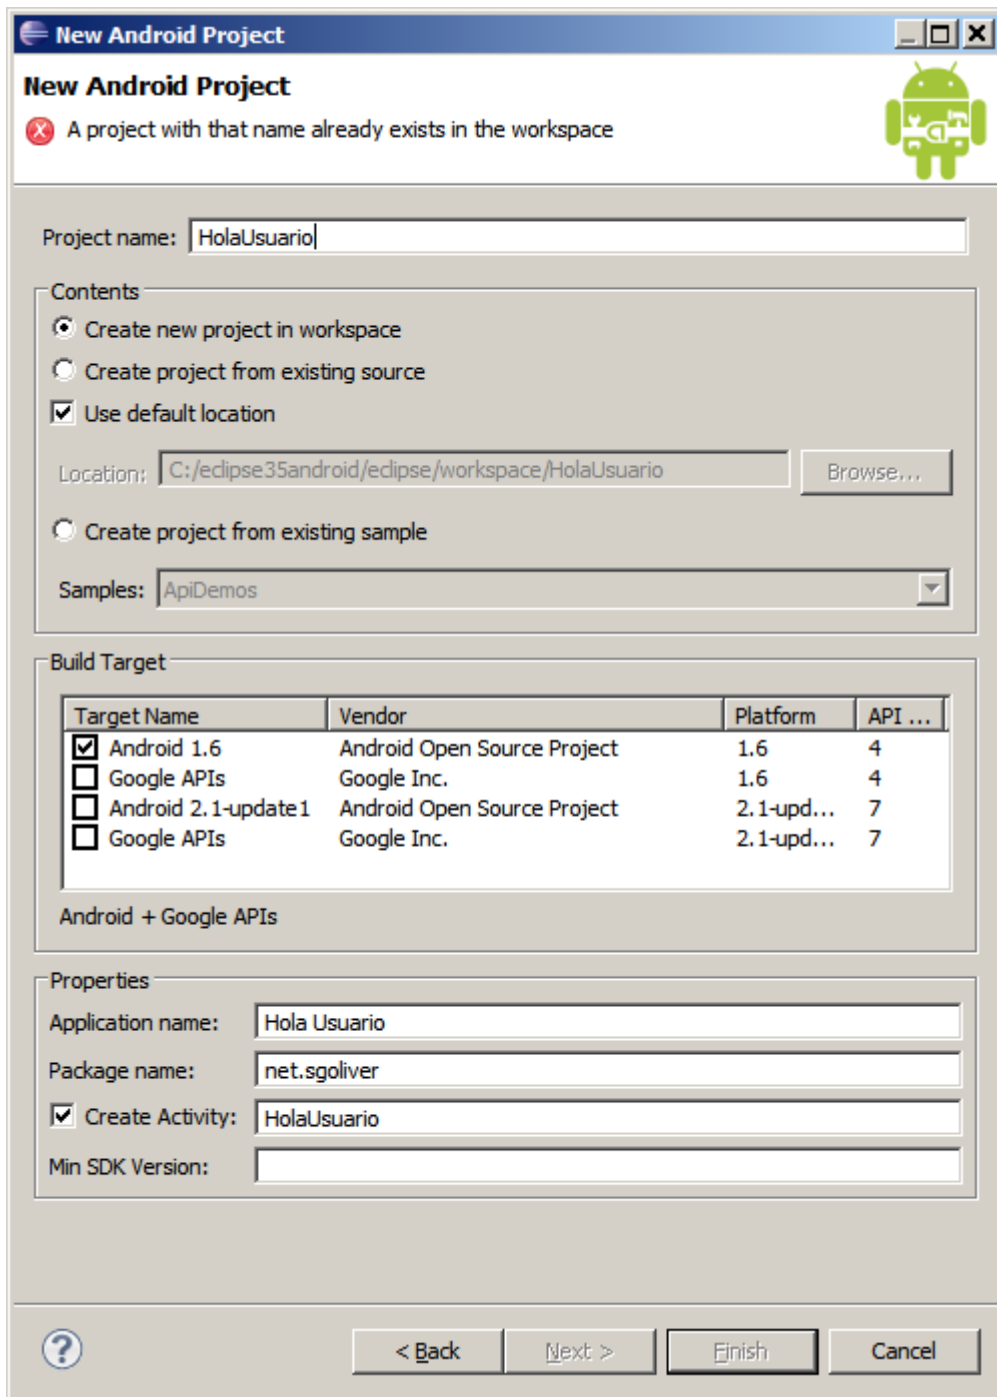 New Android Project
New Android Project
A project with that name already exists in the workspace
Project name: HolaUsuario
Contents
Create new project in workspace
Create project from existing source
Use default location
Location: C:/eclipse35android/eclipse/workspace/HolaUsuario Browse...
Create project from existing sample
Samples: ApiDemos
Build Target
Target Name Vendor Platform API ...
Android 1.6 Android Open Source Project 1.6 4
Google APIs Google Inc. 1.6 4
Android 2.1-update1 Android Open Source Project 2.1-upd... 7
Google APIs Google Inc. 2.1-upd... 7
Android + Google APIs
Properties
Application name: Hola Usuario
Package name: net.sgoliver
Create Activity: HolaUsuario
Min SDK Version:
? < Back Next > Finish Cancel